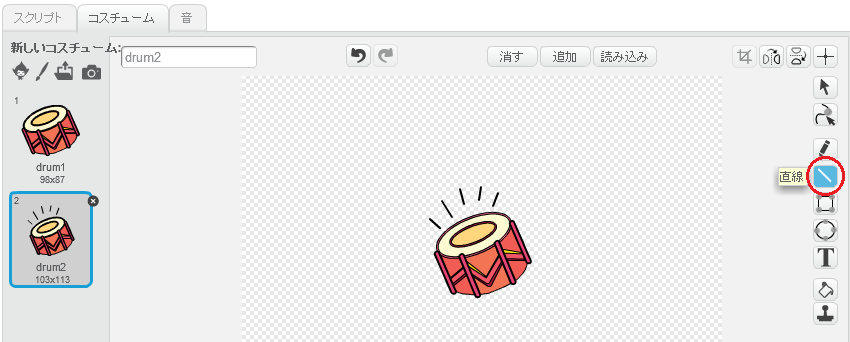 スクリプト コスチューム 音
新しいコスチューム:
drum2
消す 追加 読み込み
1
drum1
98x87
2
drum2
103x113
直線
T